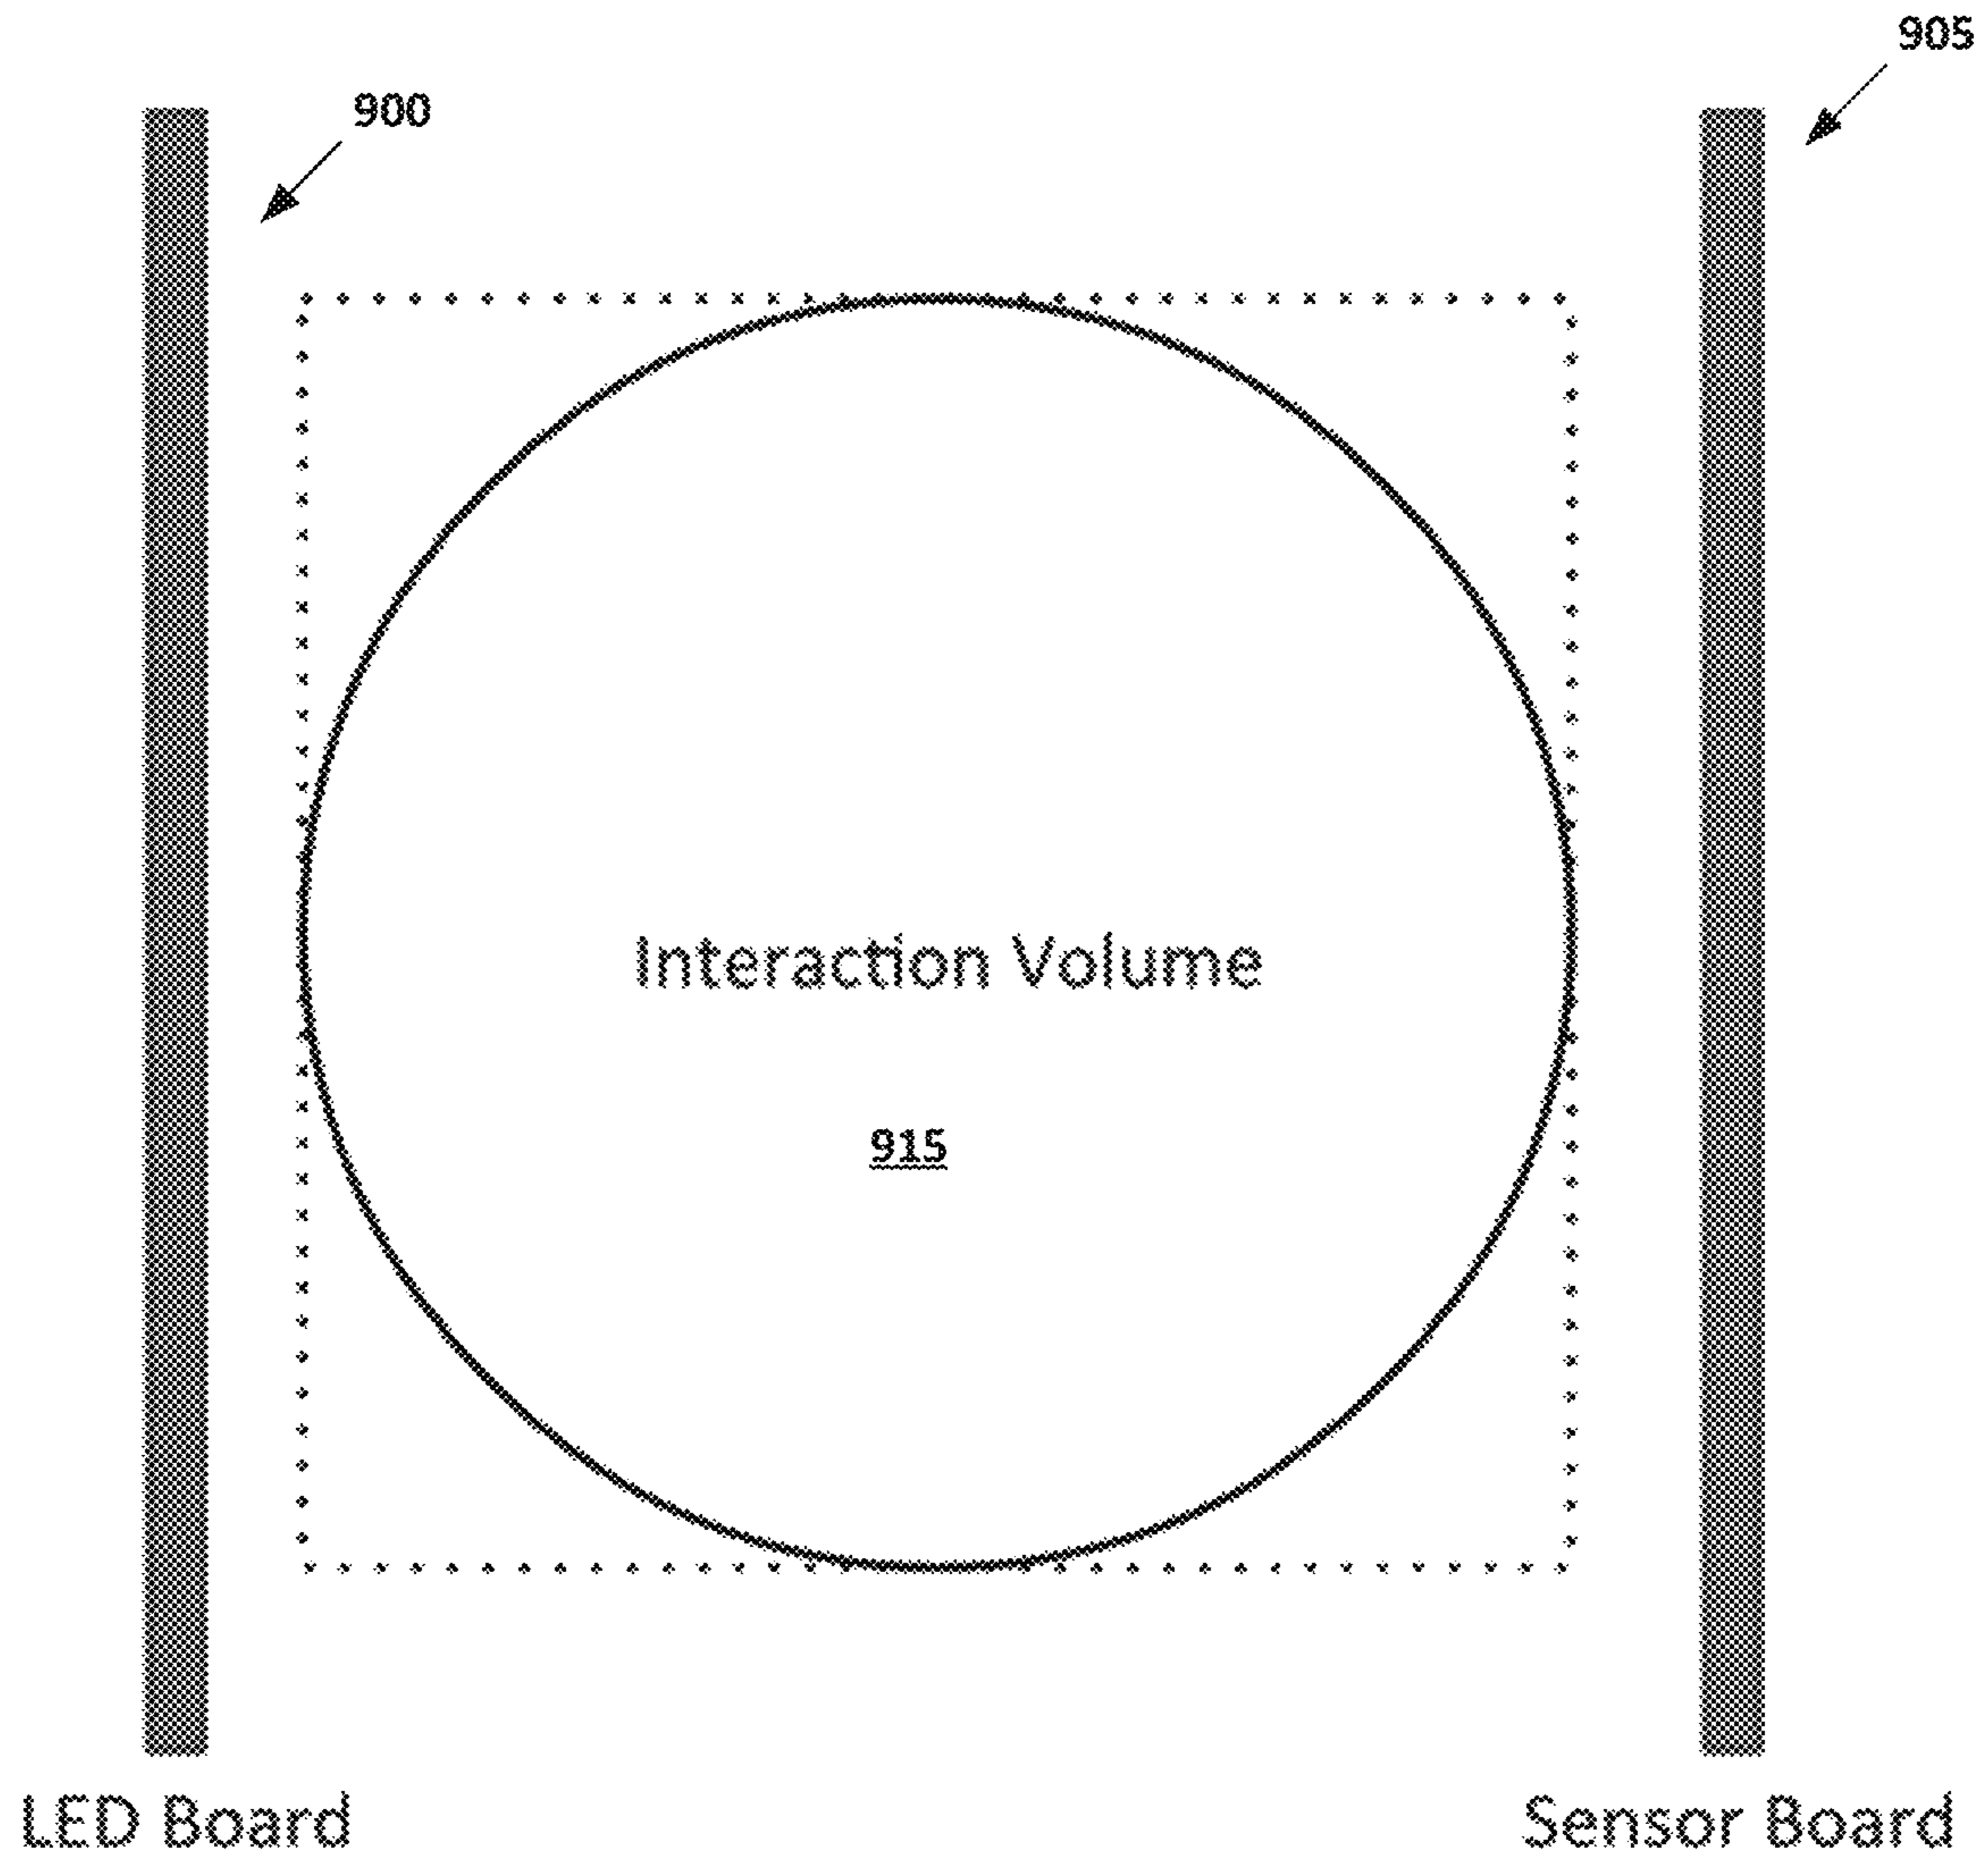 905
900
Interaction Volume
915
LED Board
Sensor Board